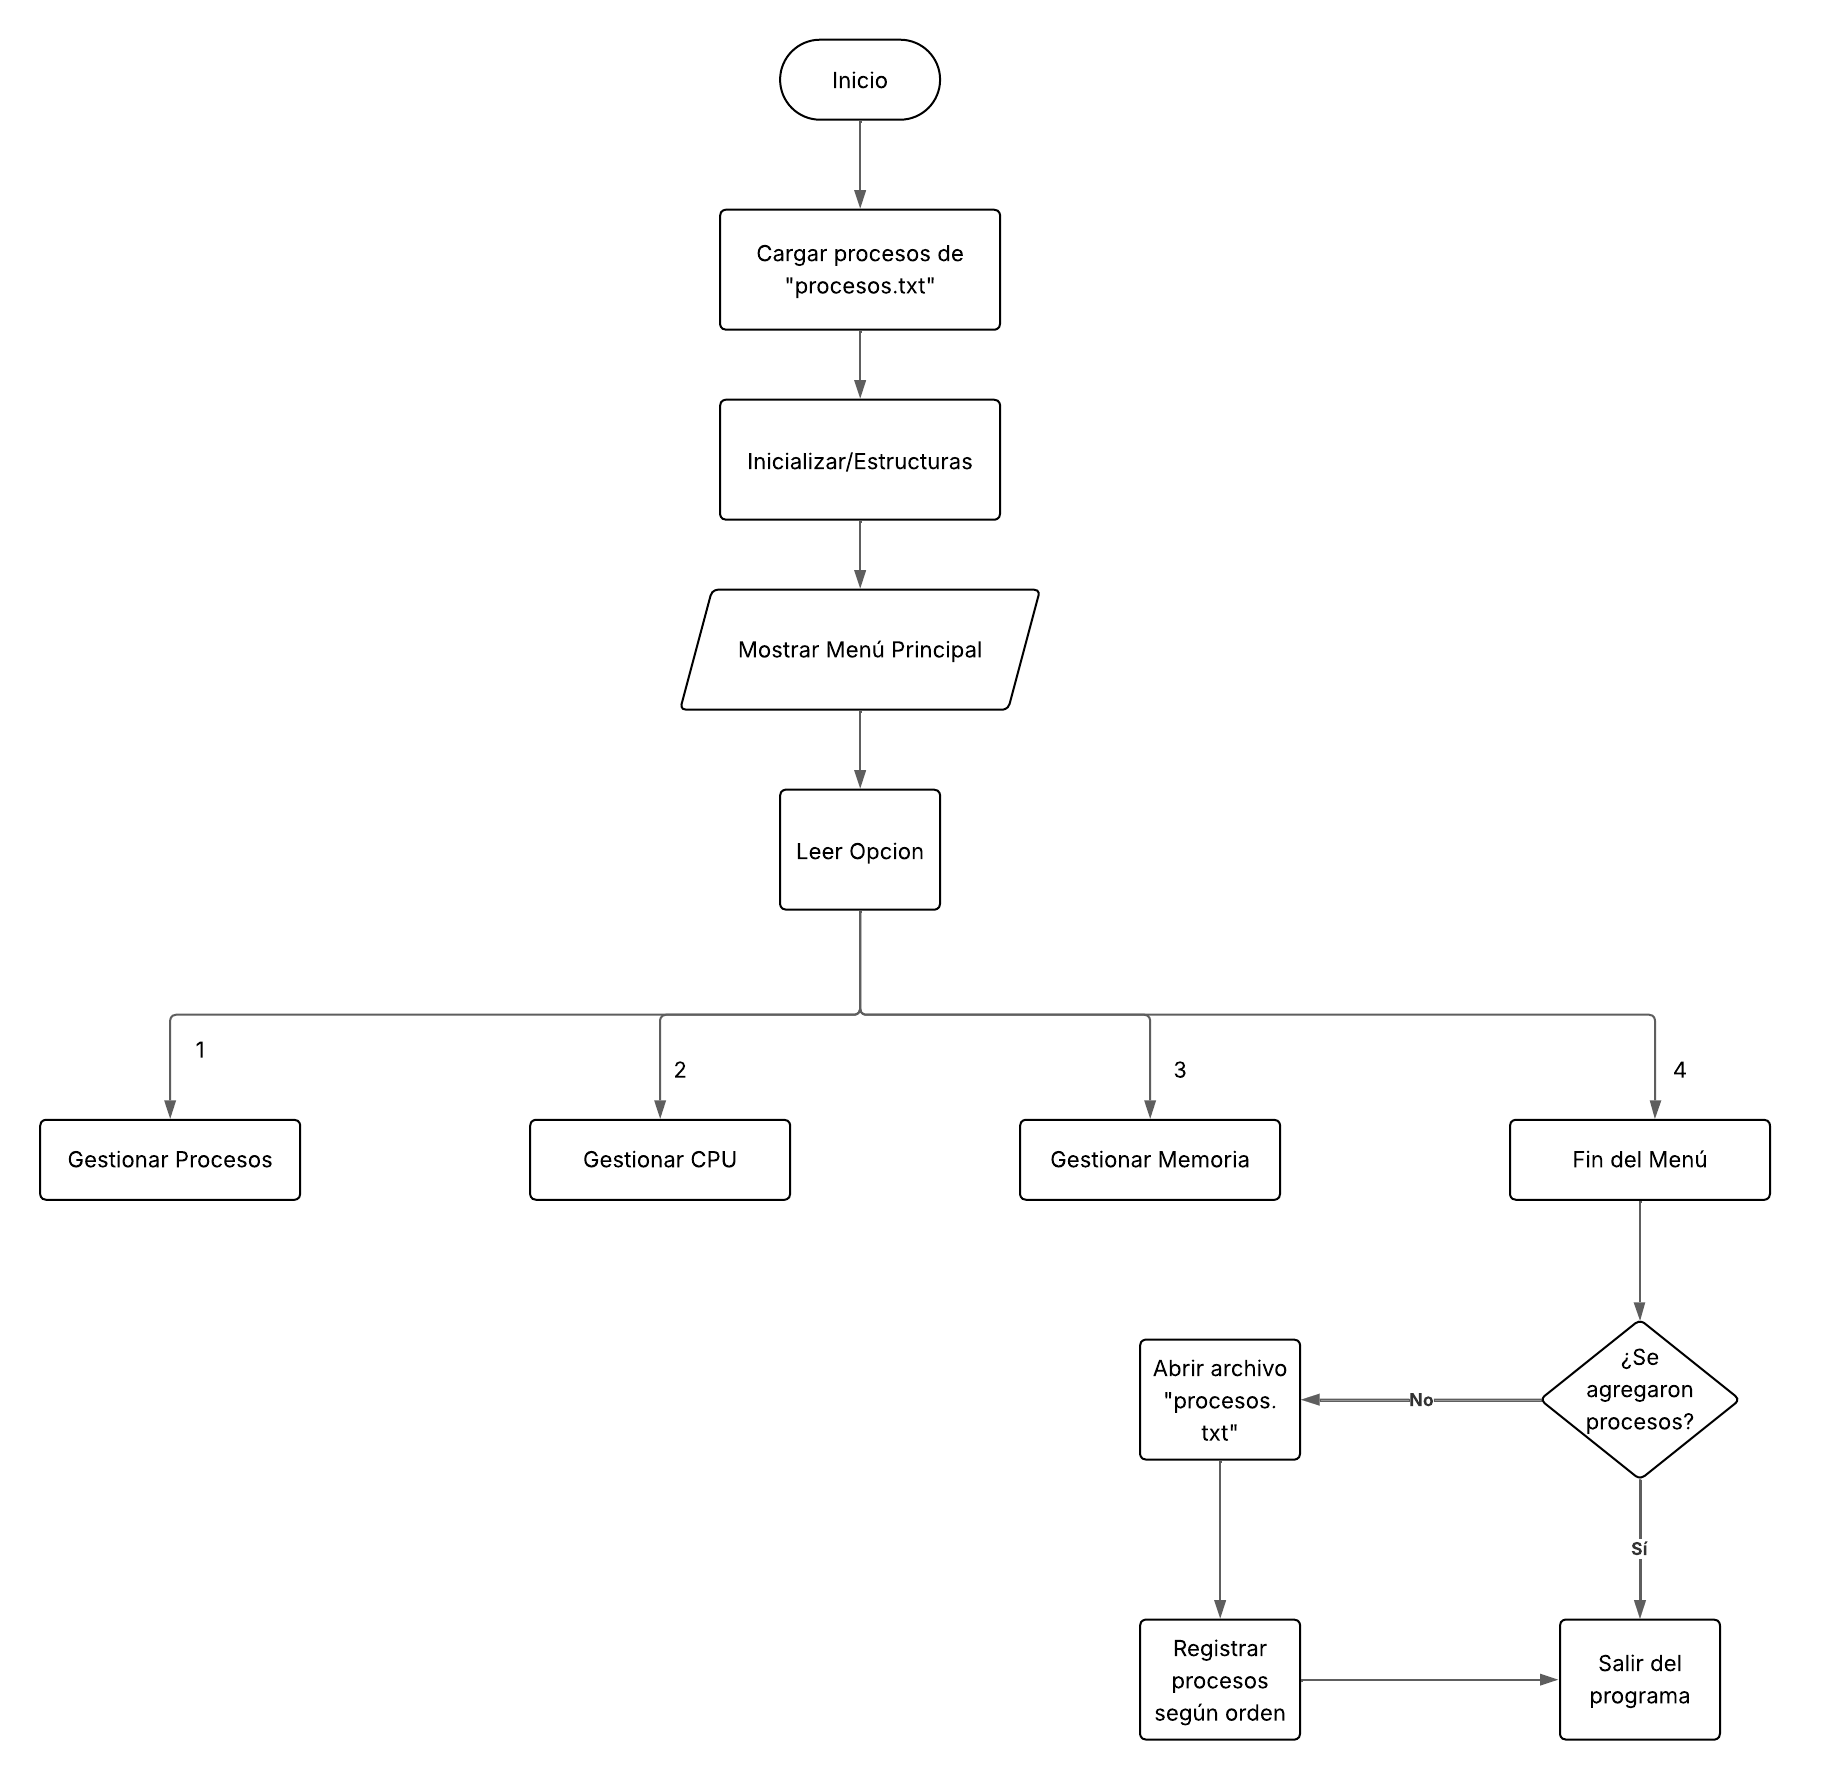 Inicio
Cargar procesos de
"procesos.txt"
Inicializar/Estructuras
Mostrar Menú Principal
Leer Opcion
1
2
3
4
Gestionar Procesos
Gestionar CPU
Gestionar Memoria
Fin del Menú
¿Se
agregaron
procesos?
No
Abrir archivo
"procesos.
txt"
Sí
Registrar
procesos
según orden
Salir del
programa